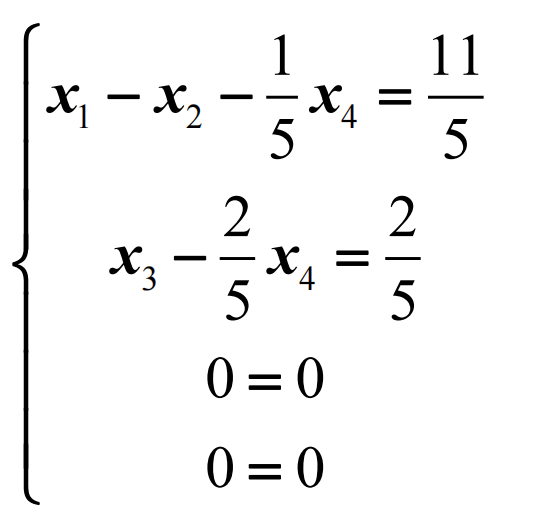 x₁ − x₂ − 1/5 x₄ = 11/5
x₃ − 2/5 x₄ = 2/5
0 = 0
0 = 0